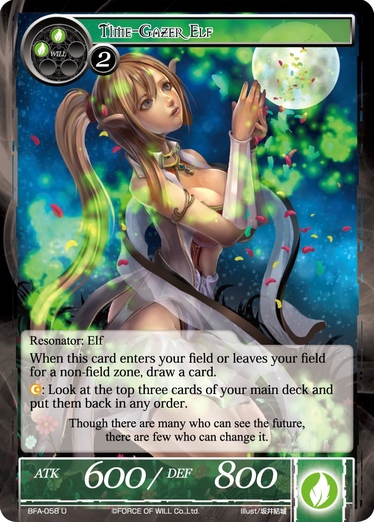 Time-Gazer Elf
WILL
2
Resonator: Elf
When this card enters your field or leaves your field
for a non-field zone, draw a card.
: Look at the top three cards of your main deck and
put them back in any order.
Though there are many who can see the future,
there are few who can change it.
ATK 600 / DEF 800
BFA-058 U ©FORCE OF WILL Co.,Ltd. Illust/坂井結城